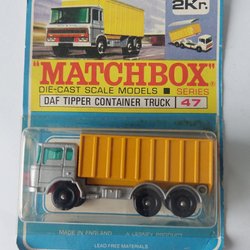 2Kr.
"MATCHBOX"
DIE-CAST SCALE MODELS ■ SERIES
DAF TIPPER CONTAINER TRUCK 47
MADE IN ENGLAND A LESNEY PRODUCT
LEAD-FREE MATERIALS